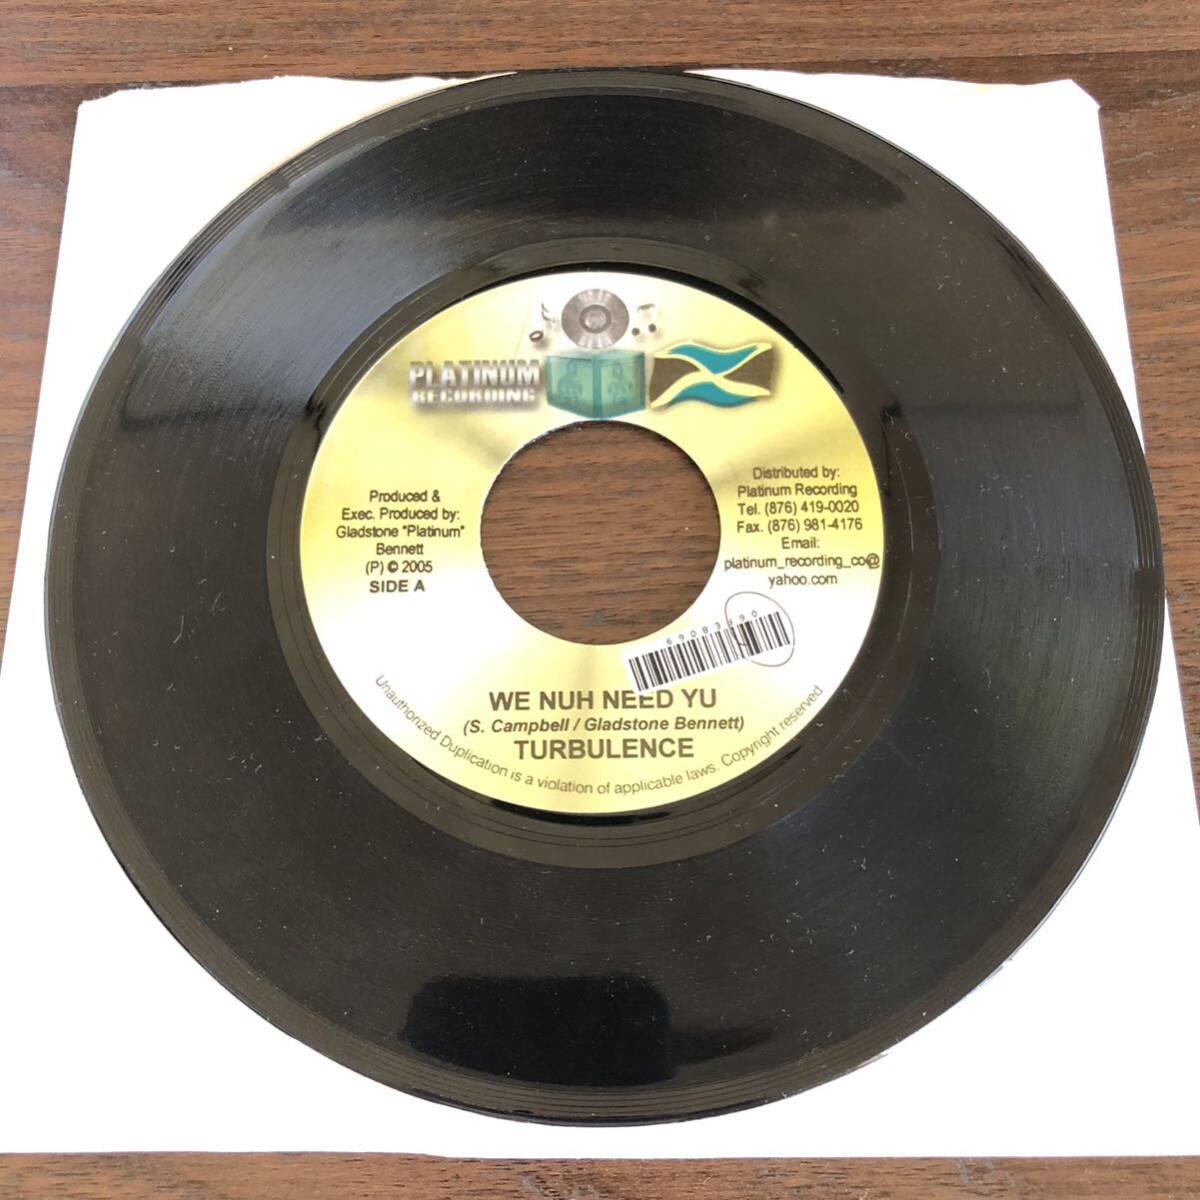 PLATINUM
RECORDING
Produced &
Exec. Produced by:
Gladstone "Platinum"
Bennett
(P) © 2005
SIDE A
Distributed by:
Platinum Recording
Tel. (876) 419-0020
Fax. (876) 981-4176
Email:
platinum_recording_co@
yahoo.com
WE NUH NEED YU
(S. Campbell / Gladstone Bennett)
TURBULENCE
Unauthorized Duplication is a violation of applicable laws. Copyright reserved